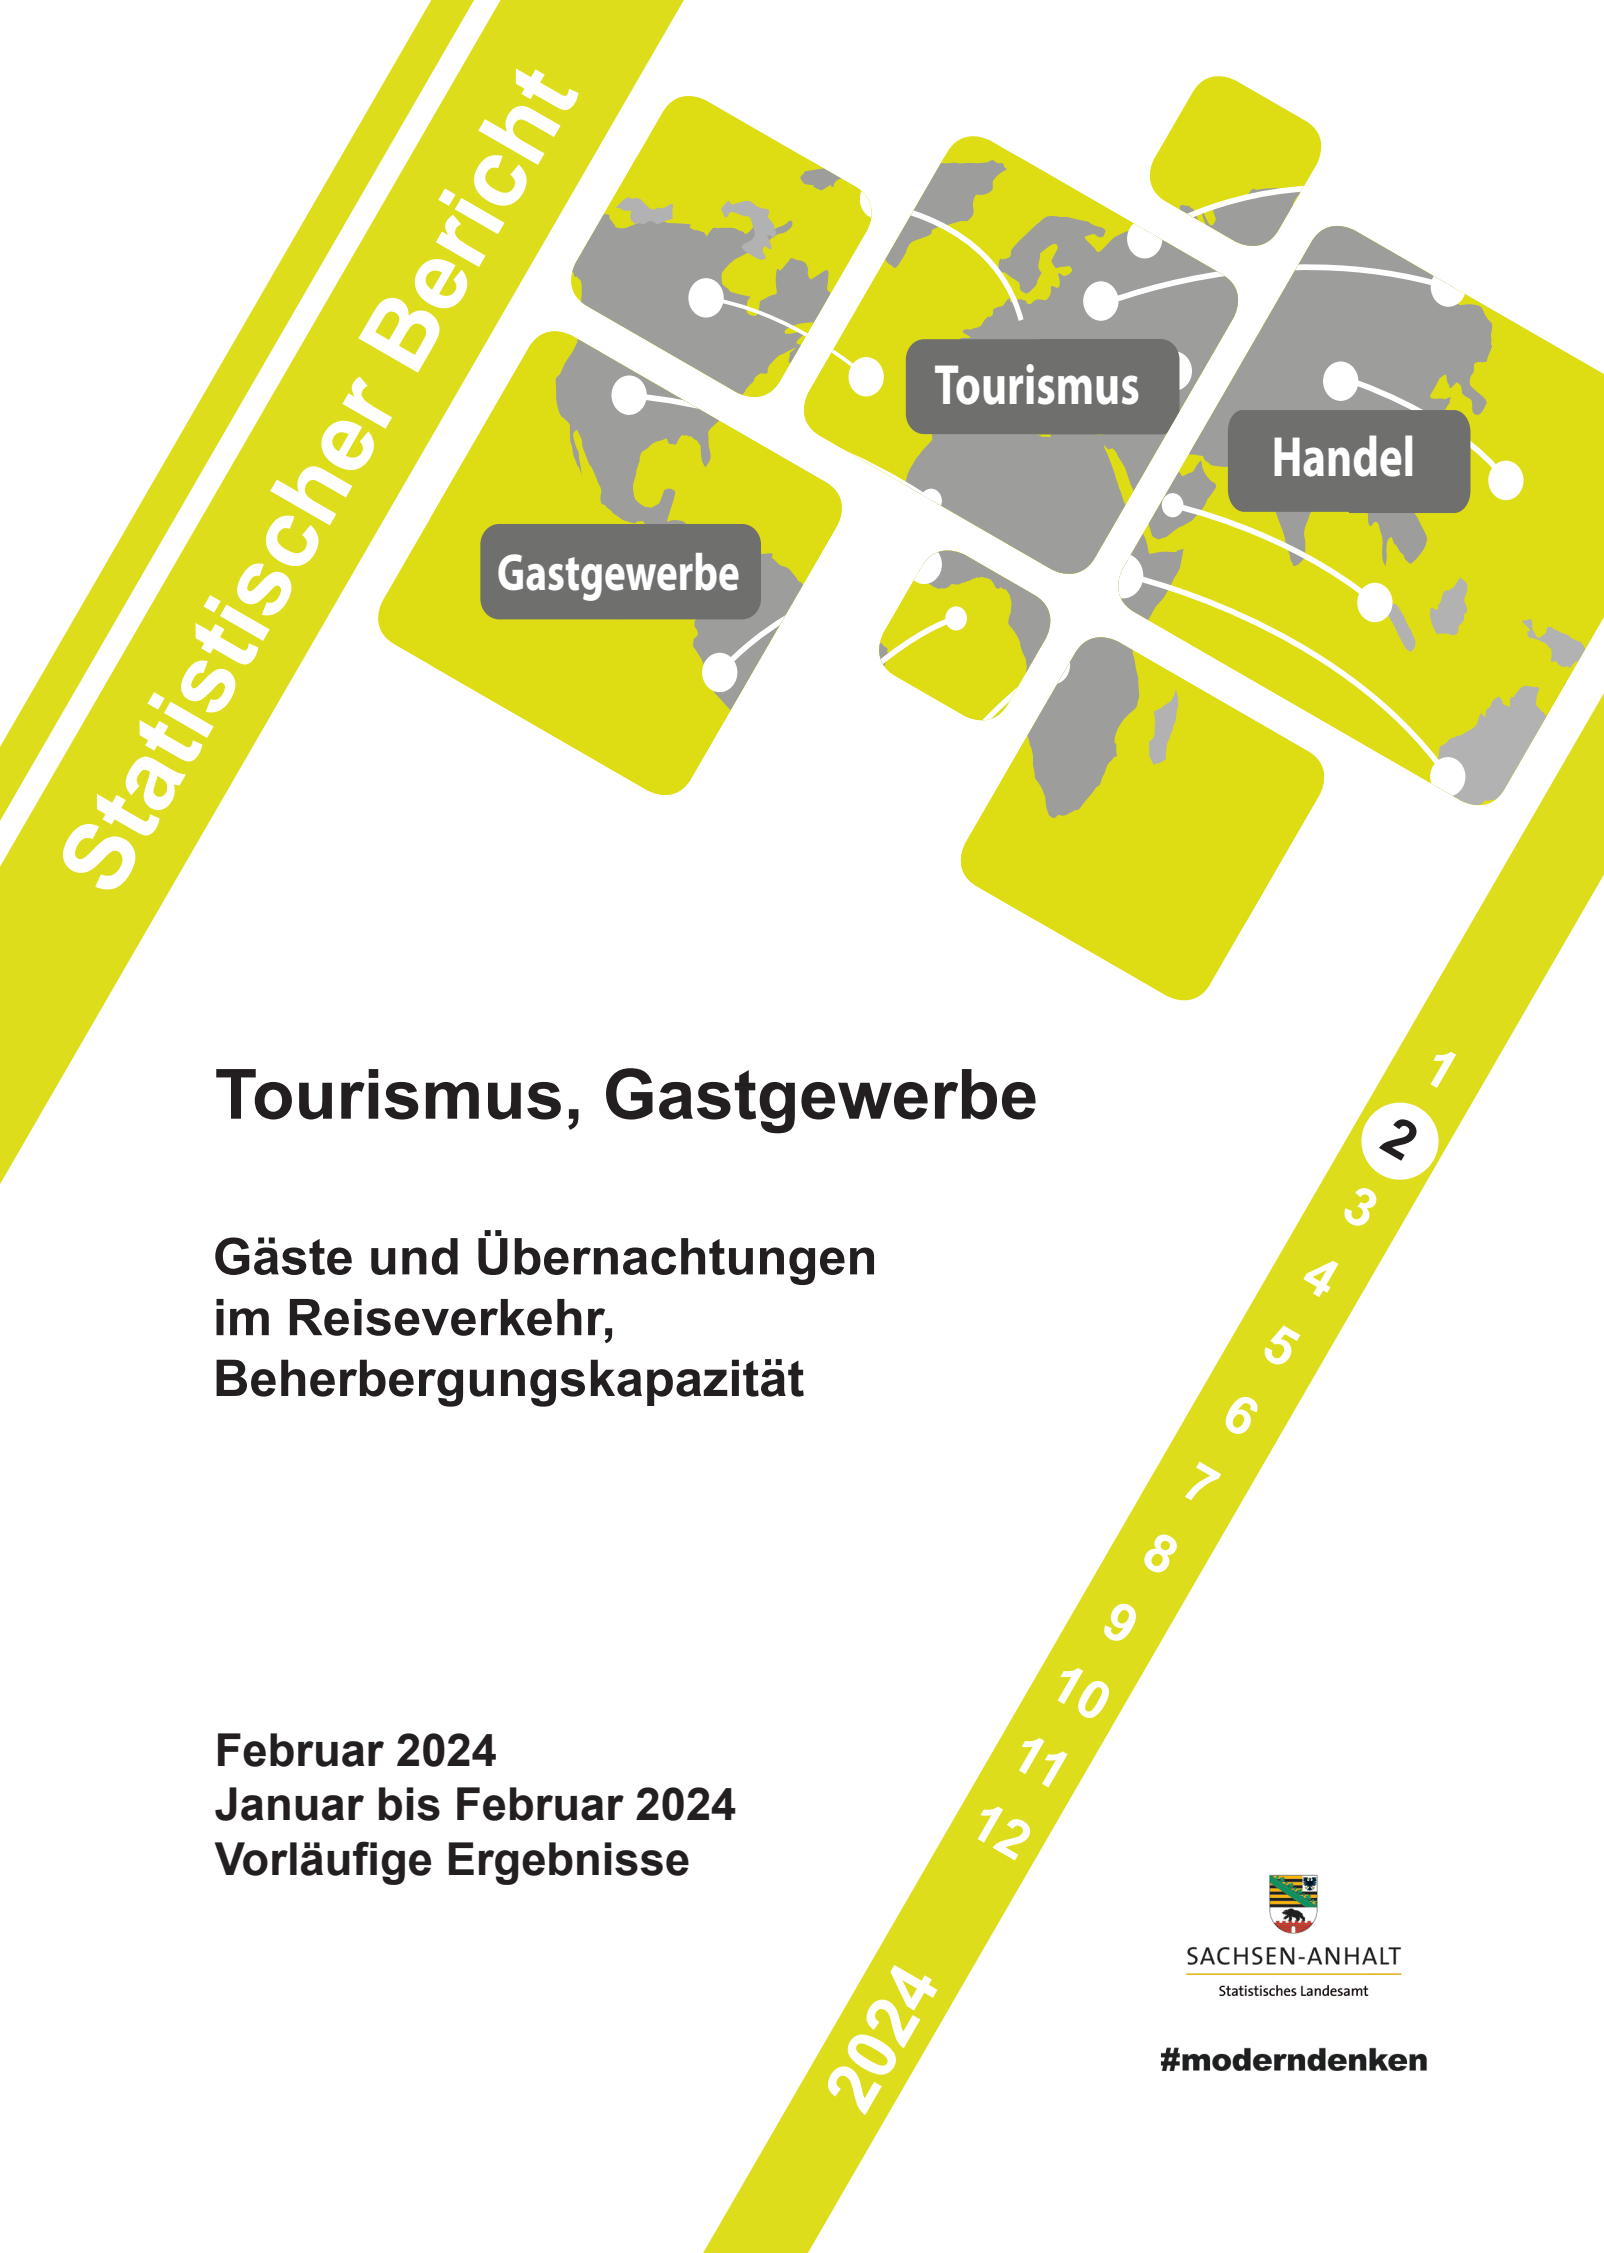 Statistischer Bericht
Tourismus
Handel
Gastgewerbe
Tourismus, Gastgewerbe
Gäste und Übernachtungen
im Reiseverkehr,
Beherbergungskapazität
1
2
3
4
5
6
7
8
9
10
11
12
2024
Februar 2024
Januar bis Februar 2024
Vorläufige Ergebnisse
SACHSEN-ANHALT
Statistisches Landesamt
#moderndenken